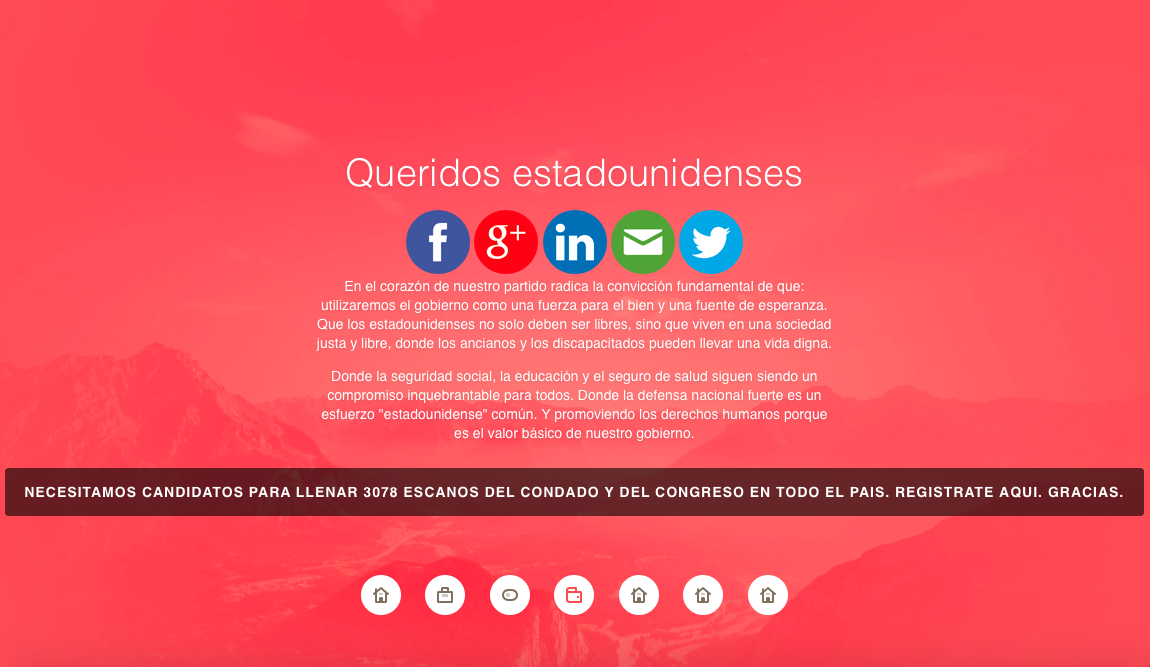 Queridos estadounidenses
f g+ in
En el corazón de nuestro partido radica la convicción fundamental de que:
utilizaremos el gobierno como una fuerza para el bien y una fuente de esperanza.
Que los estadounidenses no solo deben ser libres, sino que viven en una sociedad
justa y libre, donde los ancianos y los discapacitados pueden llevar una vida digna.
Donde la seguridad social, la educación y el seguro de salud siguen siendo un
compromiso inquebrantable para todos. Donde la defensa nacional fuerte es un
esfuerzo "estadounidense" común. Y promoviendo los derechos humanos porque
es el valor básico de nuestro gobierno.
NECESITAMOS CANDIDATOS PARA LLENAR 3078 ESCANOS DEL CONDADO Y DEL CONGRESO EN TODO EL PAIS. REGISTRATE AQUI. GRACIAS.